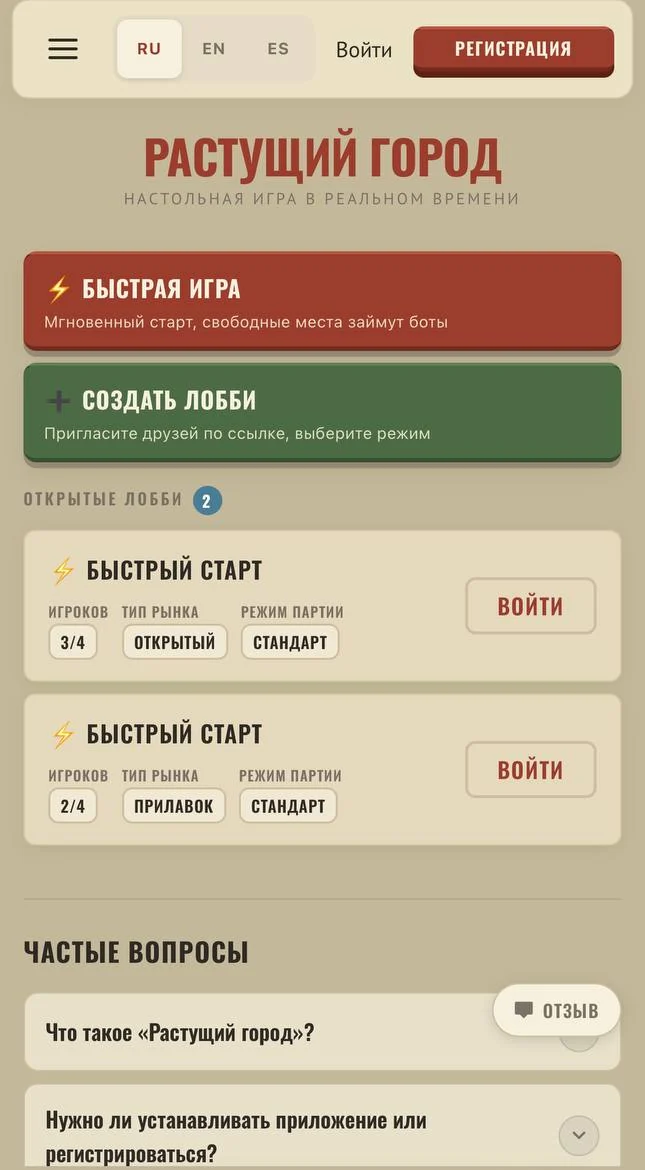 RU EN ES Войти РЕГИСТРАЦИЯ
РАСТУЩИЙ ГОРОД
НАСТОЛЬНАЯ ИГРА В РЕАЛЬНОМ ВРЕМЕНИ
⚡ БЫСТРАЯ ИГРА
Мгновенный старт, свободные места займут боты
➕ СОЗДАТЬ ЛОББИ
Пригласите друзей по ссылке, выберите режим
ОТКРЫТЫЕ ЛОББИ 2
⚡ БЫСТРЫЙ СТАРТ
ИГРОКОВ ТИП РЫНКА РЕЖИМ ПАРТИИ
3/4 ОТКРЫТЫЙ СТАНДАРТ
ВОЙТИ
⚡ БЫСТРЫЙ СТАРТ
ИГРОКОВ ТИП РЫНКА РЕЖИМ ПАРТИИ
2/4 ПРИЛАВОК СТАНДАРТ
ВОЙТИ
ЧАСТЫЕ ВОПРОСЫ
ОТЗЫВ
Что такое «Растущий город»?
Нужно ли устанавливать приложение или
регистрироваться?